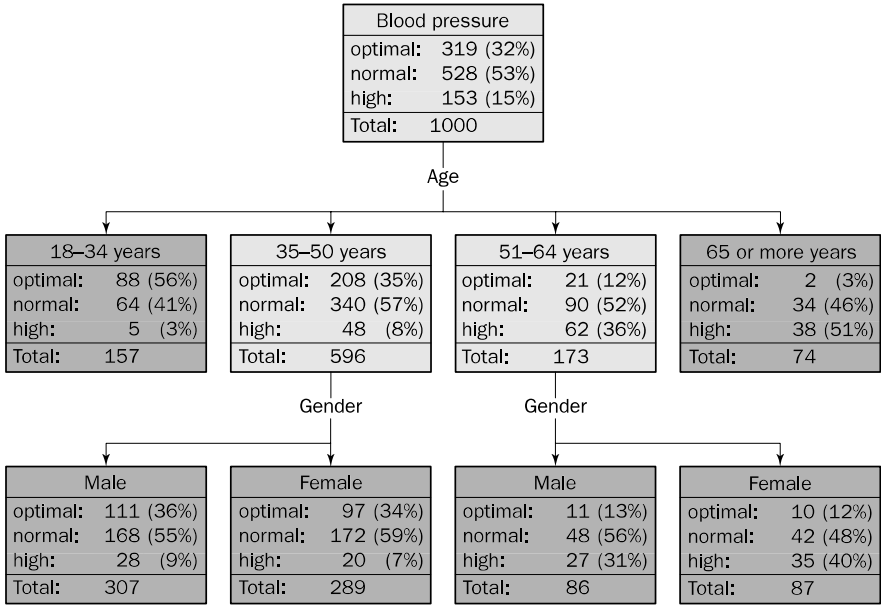 Blood pressure
optimal: 319 (32%)
normal: 528 (53%)
high: 153 (15%)
Total: 1000
Age
18–34 years
optimal: 88 (56%)
normal: 64 (41%)
high: 5 (3%)
Total: 157
35–50 years
optimal: 208 (35%)
normal: 340 (57%)
high: 48 (8%)
Total: 596
51–64 years
optimal: 21 (12%)
normal: 90 (52%)
high: 62 (36%)
Total: 173
65 or more years
optimal: 2 (3%)
normal: 34 (46%)
high: 38 (51%)
Total: 74
Gender
Gender
Male
optimal: 111 (36%)
normal: 168 (55%)
high: 28 (9%)
Total: 307
Female
optimal: 97 (34%)
normal: 172 (59%)
high: 20 (7%)
Total: 289
Male
optimal: 11 (13%)
normal: 48 (56%)
high: 27 (31%)
Total: 86
Female
optimal: 10 (12%)
normal: 42 (48%)
high: 35 (40%)
Total: 87